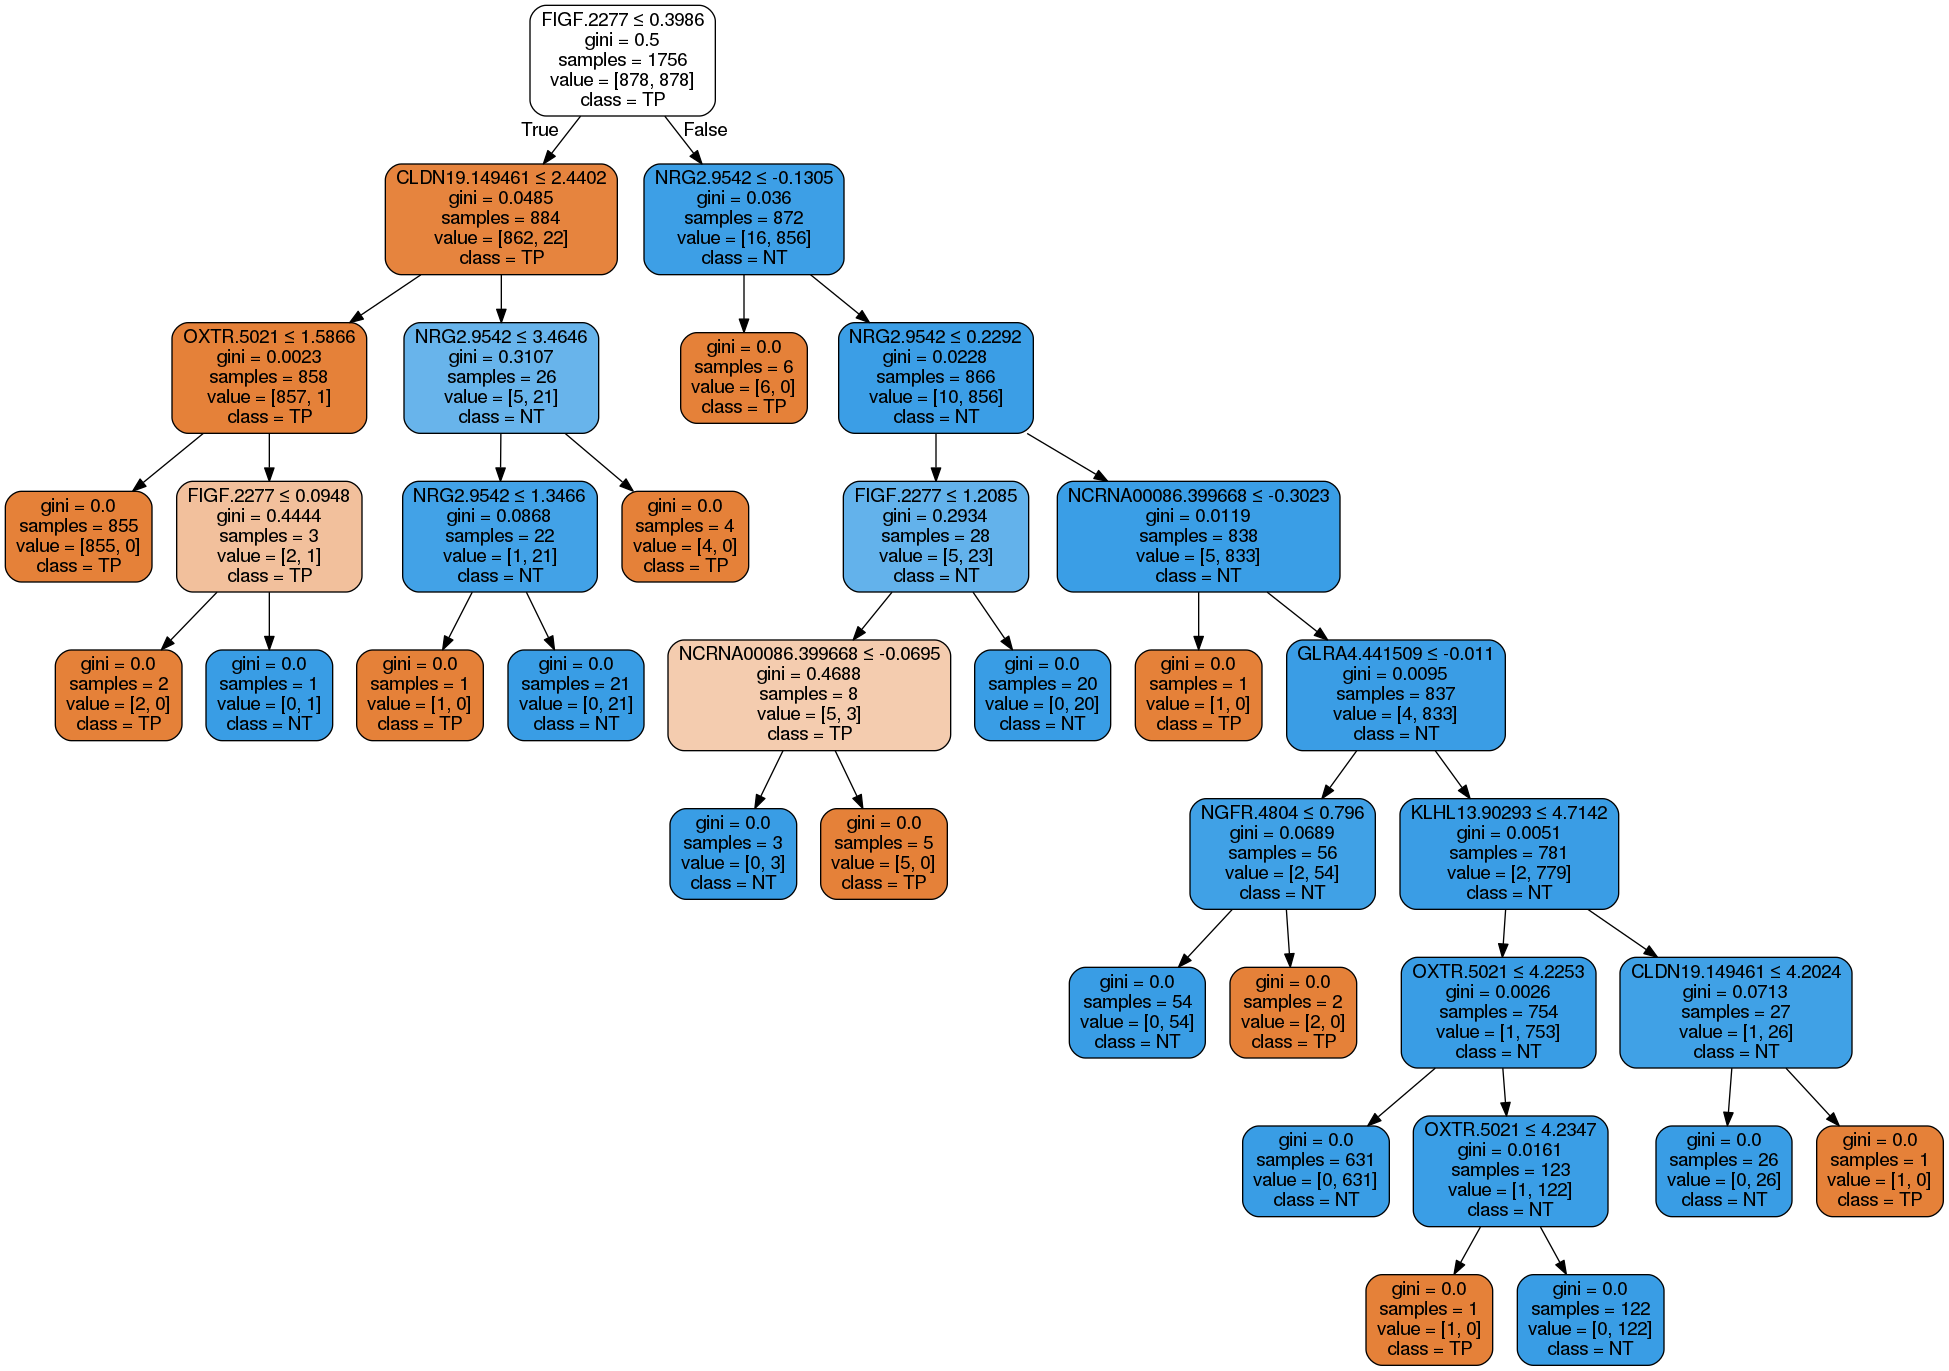 FIGF.2277 ≤ 0.3986
gini = 0.5
samples = 1756
value = [878, 878]
class = TP
True
False
CLDN19.149461 ≤ 2.4402
gini = 0.0485
samples = 884
value = [862, 22]
class = TP
NRG2.9542 ≤ -0.1305
gini = 0.036
samples = 872
value = [16, 856]
class = NT
OXTR.5021 ≤ 1.5866
gini = 0.0023
samples = 858
value = [857, 1]
class = TP
NRG2.9542 ≤ 3.4646
gini = 0.3107
samples = 26
value = [5, 21]
class = NT
gini = 0.0
samples = 6
value = [6, 0]
class = TP
NRG2.9542 ≤ 0.2292
gini = 0.0228
samples = 866
value = [10, 856]
class = NT
gini = 0.0
samples = 855
value = [855, 0]
class = TP
FIGF.2277 ≤ 0.0948
gini = 0.4444
samples = 3
value = [2, 1]
class = TP
NRG2.9542 ≤ 1.3466
gini = 0.0868
samples = 22
value = [1, 21]
class = NT
gini = 0.0
samples = 4
value = [4, 0]
class = TP
FIGF.2277 ≤ 1.2085
gini = 0.2934
samples = 28
value = [5, 23]
class = NT
NCRNA00086.399668 ≤ -0.3023
gini = 0.0119
samples = 838
value = [5, 833]
class = NT
gini = 0.0
samples = 2
value = [2, 0]
class = TP
gini = 0.0
samples = 1
value = [0, 1]
class = NT
gini = 0.0
samples = 1
value = [1, 0]
class = TP
gini = 0.0
samples = 21
value = [0, 21]
class = NT
NCRNA00086.399668 ≤ -0.0695
gini = 0.4688
samples = 8
value = [5, 3]
class = TP
gini = 0.0
samples = 20
value = [0, 20]
class = NT
gini = 0.0
samples = 1
value = [1, 0]
class = TP
GLRA4.441509 ≤ -0.011
gini = 0.0095
samples = 837
value = [4, 833]
class = NT
gini = 0.0
samples = 3
value = [0, 3]
class = NT
gini = 0.0
samples = 5
value = [5, 0]
class = TP
NGFR.4804 ≤ 0.796
gini = 0.0689
samples = 56
value = [2, 54]
class = NT
KLHL13.90293 ≤ 4.7142
gini = 0.0051
samples = 781
value = [2, 779]
class = NT
gini = 0.0
samples = 54
value = [0, 54]
class = NT
gini = 0.0
samples = 2
value = [2, 0]
class = TP
OXTR.5021 ≤ 4.2253
gini = 0.0026
samples = 754
value = [1, 753]
class = NT
CLDN19.149461 ≤ 4.2024
gini = 0.0713
samples = 27
value = [1, 26]
class = NT
gini = 0.0
samples = 631
value = [0, 631]
class = NT
OXTR.5021 ≤ 4.2347
gini = 0.0161
samples = 123
value = [1, 122]
class = NT
gini = 0.0
samples = 26
value = [0, 26]
class = NT
gini = 0.0
samples = 1
value = [1, 0]
class = TP
gini = 0.0
samples = 1
value = [1, 0]
class = TP
gini = 0.0
samples = 122
value = [0, 122]
class = NT